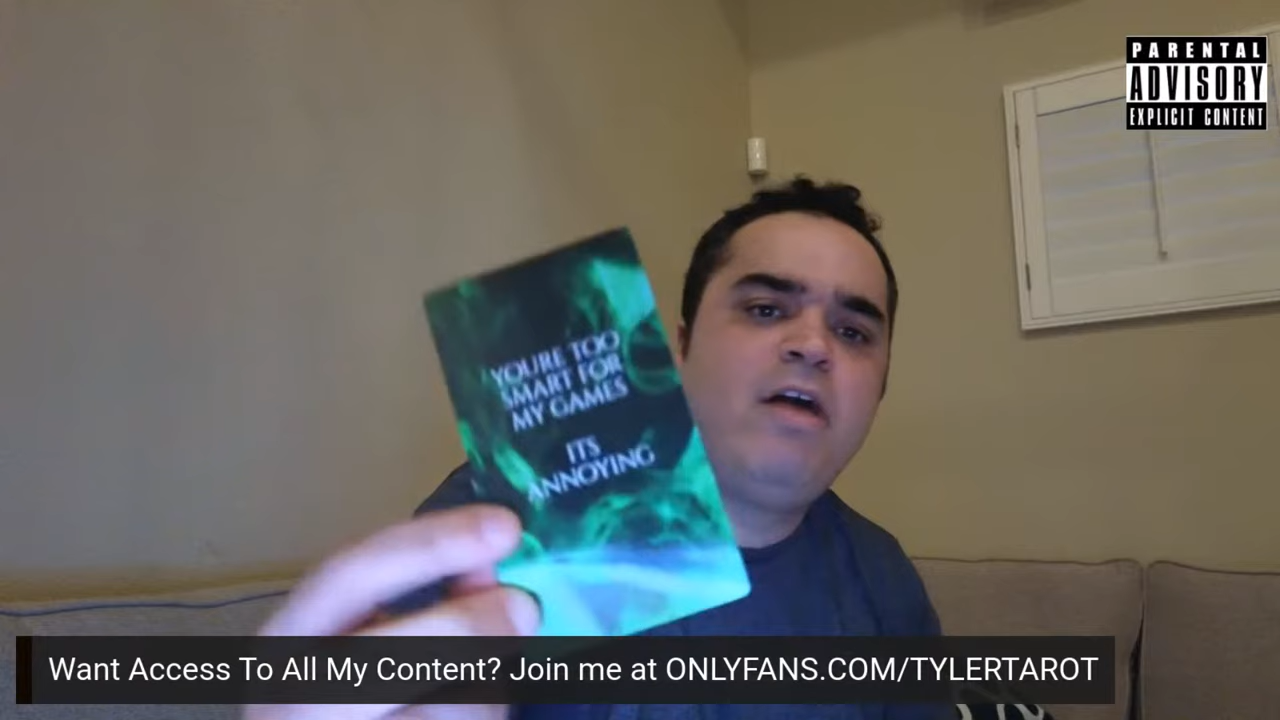 PARENTAL
ADVISORY
EXPLICIT CONTENT
YOURE TOO
SMART FOR
MY GAMES
ITS
ANNOYING
Want Access To All My Content? Join me at ONLYFANS.COM/TYLERTAROT